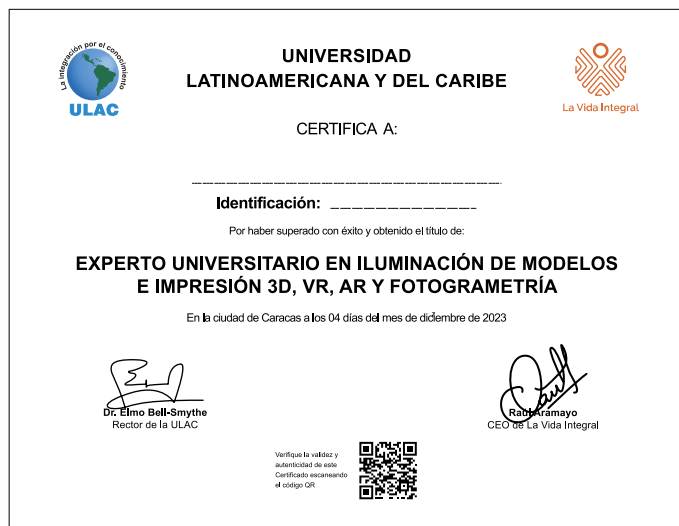 La integración por el conocimiento
ULAC
UNIVERSIDAD
LATINOAMERICANA Y DEL CARIBE
La Vida Integral
CERTIFICA A:
Identificación:
Por haber superado con éxito y obtenido el título de:
EXPERTO UNIVERSITARIO EN ILUMINACIÓN DE MODELOS
E IMPRESIÓN 3D, VR, AR Y FOTOGRAMETRÍA
En la ciudad de Caracas a los 04 días del mes de diciembre de 2023
Dr. Elmo Bell-Smythe
Rector de la ULAC
Raúl Aramayo
CEO de La Vida Integral
Verifique la validez y
autenticidad de este
Certificado escaneando
el código QR